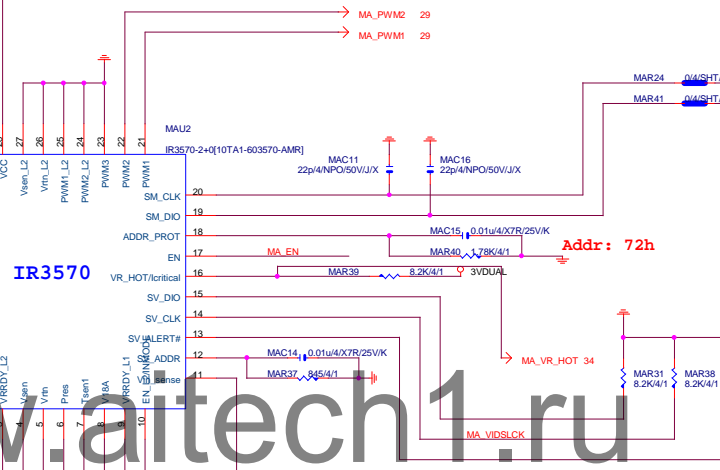 MA_PWM2 29
MA_PWM1 29
MAR24 0/4/SHT/
MAR41 0/4/SHT/
MAU2
IR3570-2+0[10TA1-603570-AMR]
27 26 25 24 23 22 21
VCC Vsen_L2 Vrtn_L2 PWM1_L2 PWM2_L2 PWM3 PWM2 PWM1
MAC11
22p/4/NPO/50V/J/X
MAC16
22p/4/NPO/50V/J/X
SM_CLK 20
SM_DIO 19
ADDR_PROT 18
MAC15 0.01u/4/X7R/25V/K
EN 17
MA_EN
MAR40 1.78K/4/1
Addr: 72h
IR3570
VR_HOT/Icritical 16
MAR39 8.2K/4/1
3VDUAL
SV_DIO 15
SV_CLK 14
SV_ALERT# 13
SM_ADDR 12
MAC14 0.01u/4/X7R/25V/K
MA_VR_HOT 34
Vin_sense 11
MAR37 845/4/1
MAR31
8.2K/4/1
MAR38
8.2K/4/1
VRRDY_L2 Vsen Vrtn Pres Tsen1 V18A VRRDY_L1
4 5 6 7 8 9 10
MA_VIDSLCK
w.aitech1.ru